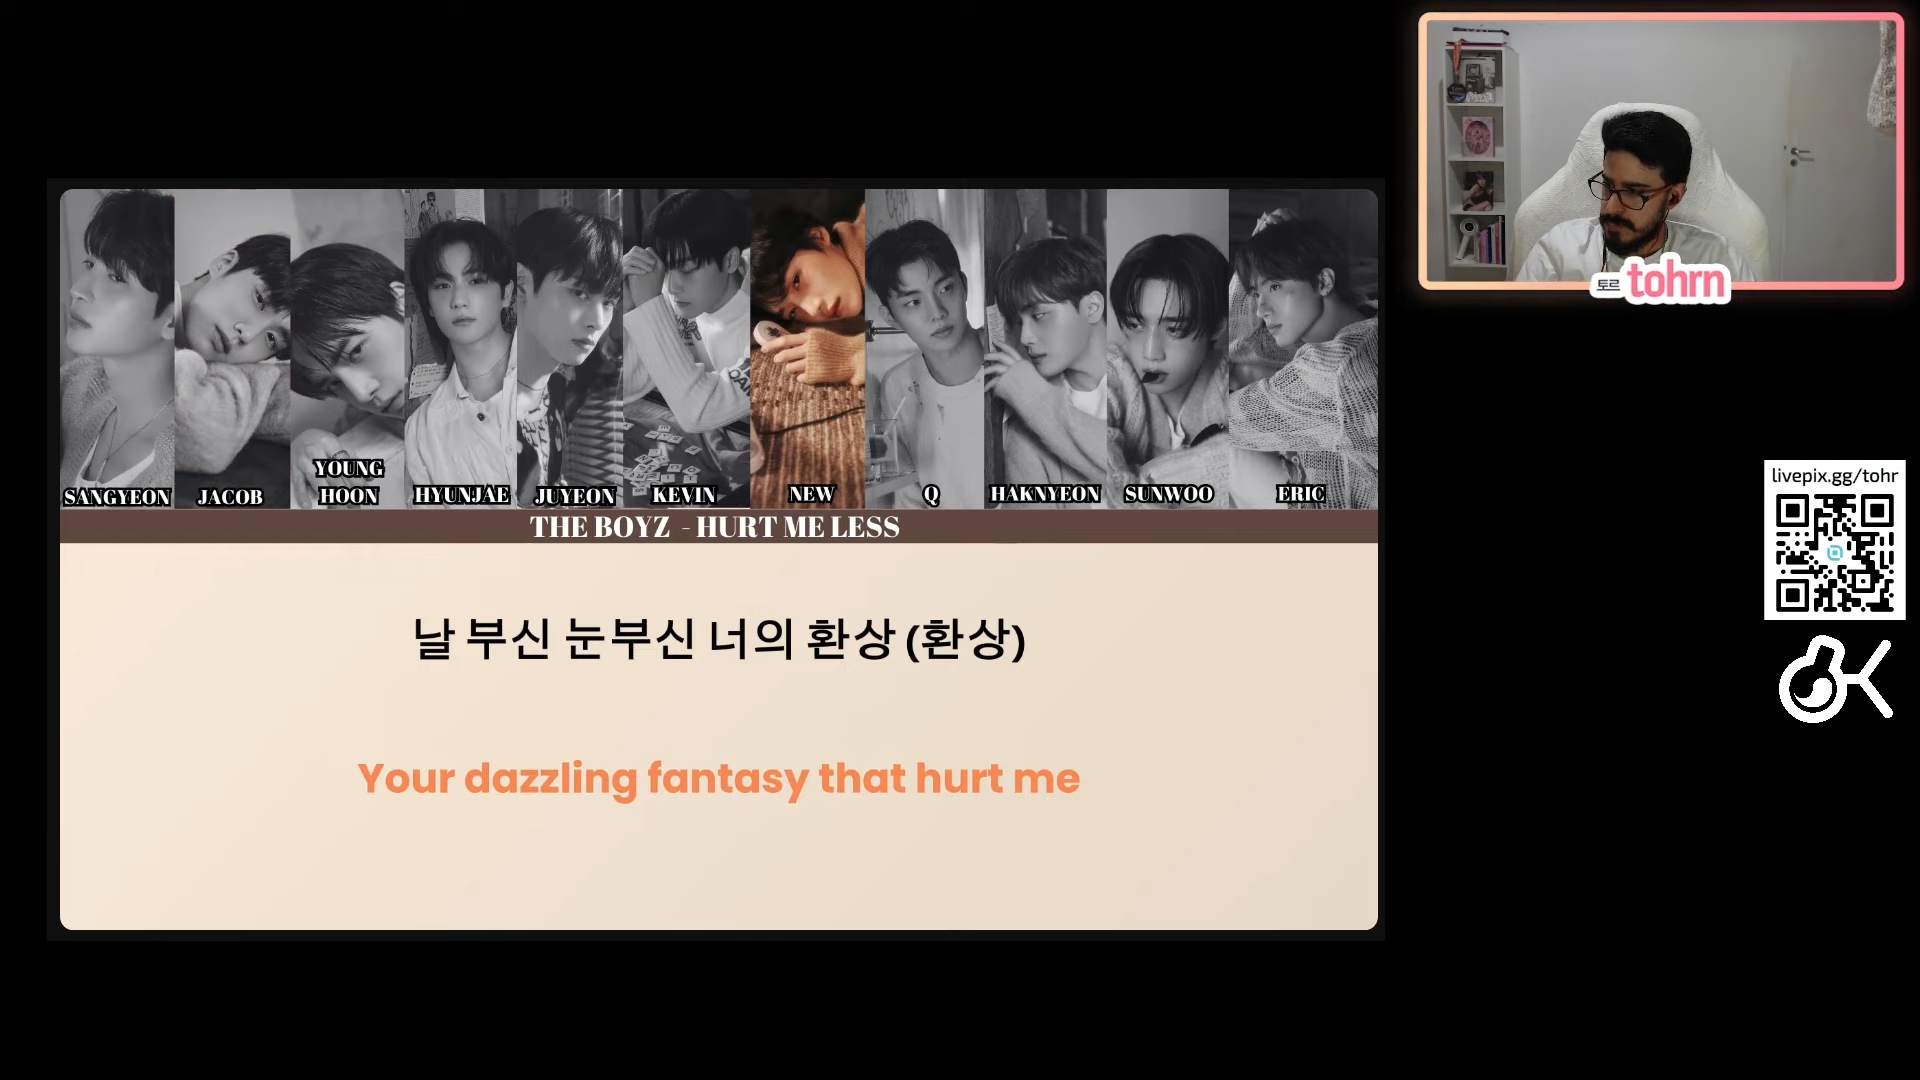 SANGYEON
JACOB
YOUNG
HOON
HYUNJAE
JUYEON
KEVIN
NEW
Q
HAKNYEON
SUNWOO
ERIC
THE BOYZ - HURT ME LESS
날 부신 눈부신 너의 환상 (환상)
Your dazzling fantasy that hurt me
토르 tohrn
livepix.gg/tohr